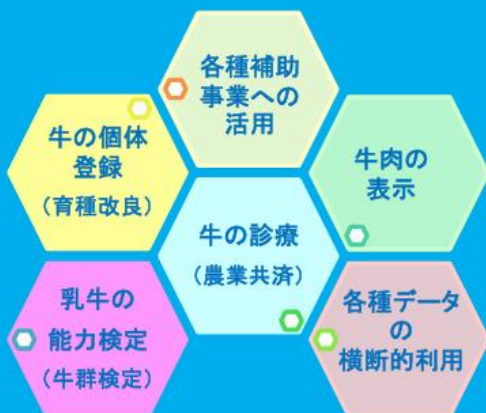 各種補助
事業への
活用
牛の個体
登録
(育種改良)
牛肉の
表示
牛の診療
(農業共済)
乳牛の
能力検定
(牛群検定)
各種データ
の
横断的利用